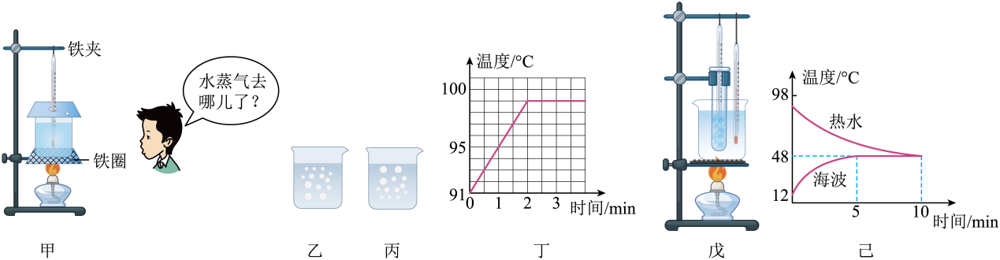 铁夹
铁圈
水蒸气去
哪儿了?
温度/°C
100
95
91
0
1
2
3
时间/min
温度/°C
98
48
12
热水
海波
5
10
时间/min
甲
乙
丙
丁
戊
己